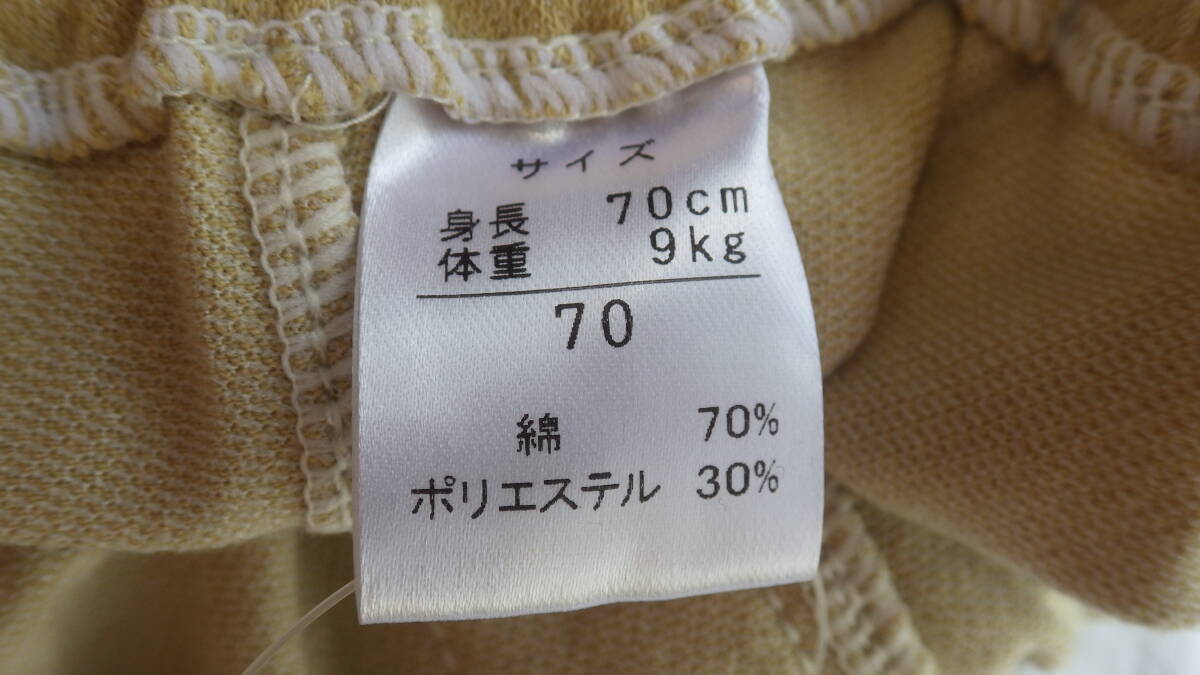 サイズ
身長 70cm
体重 9kg
70
綿 70%
ポリエステル 30%